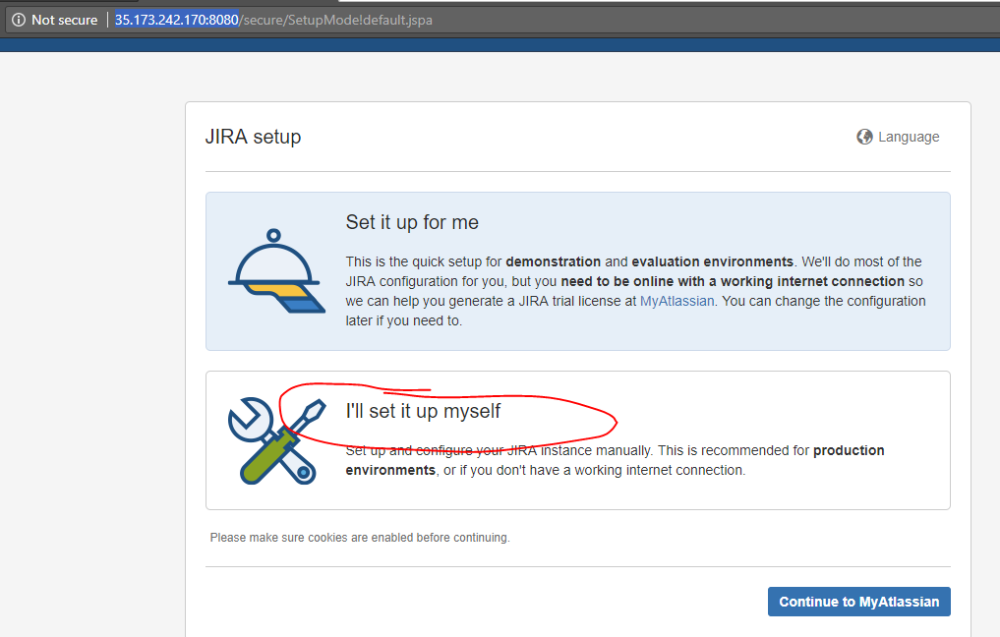 Not secure | 35.173.242.170:8080/secure/SetupMode!default.jspa
JIRA setup
Language
Set it up for me
This is the quick setup for demonstration and evaluation environments. We'll do most of the
JIRA configuration for you, but you need to be online with a working internet connection so
we can help you generate a JIRA trial license at MyAtlassian. You can change the configuration
later if you need to.
I'll set it up myself
Set up and configure your JIRA instance manually. This is recommended for production
environments, or if you don't have a working internet connection.
Please make sure cookies are enabled before continuing.
Continue to MyAtlassian